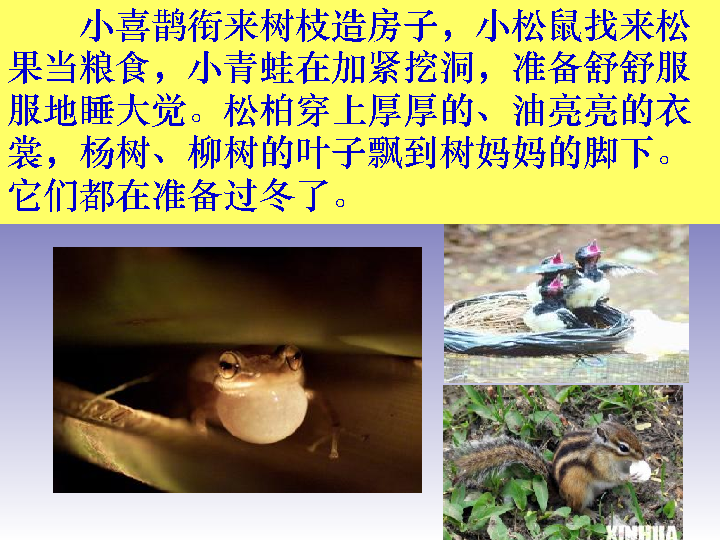 小喜鹊衔来树枝造房子，小松鼠找来松
果当粮食，小青蛙在加紧挖洞，准备舒舒服
服地睡大觉。松柏穿上厚厚的、油亮亮的衣
裳，杨树、柳树的叶子飘到树妈妈的脚下。
它们都在准备过冬了。
XINHUA